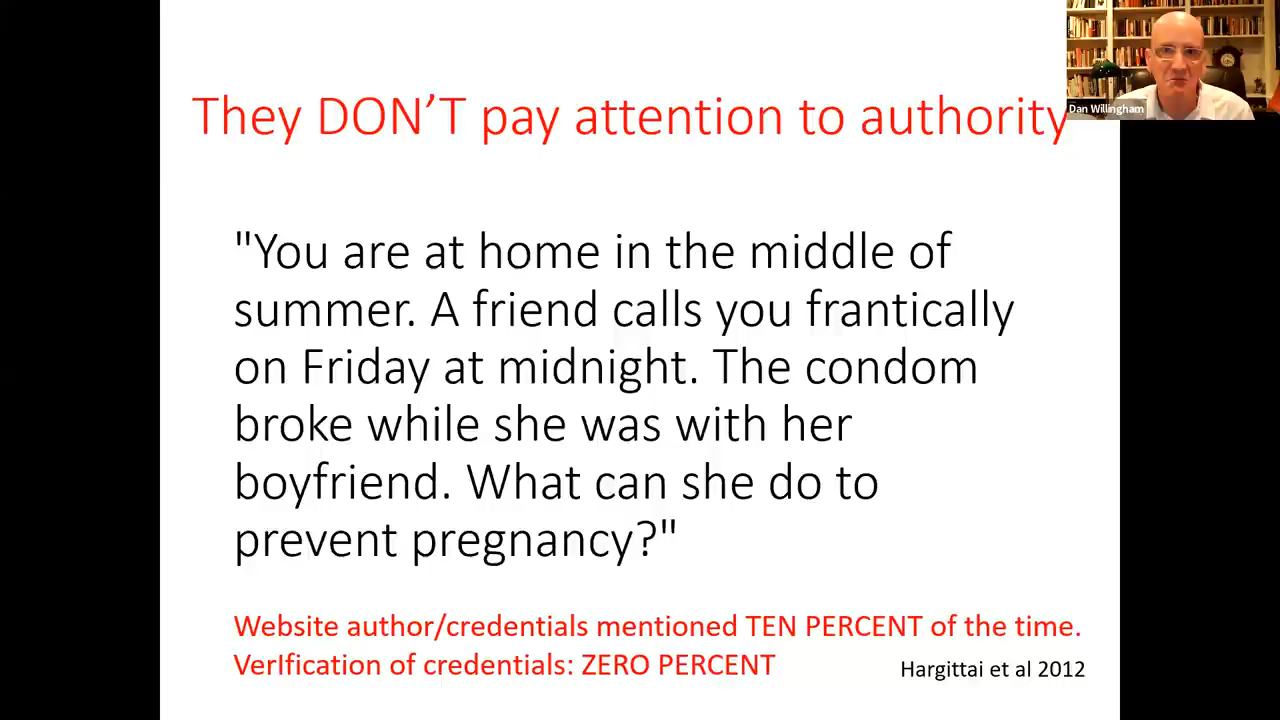 They DON'T pay attention to authority
Dan Willingham
"You are at home in the middle of
summer. A friend calls you frantically
on Friday at midnight. The condom
broke while she was with her
boyfriend. What can she do to
prevent pregnancy?"
Website author/credentials mentioned TEN PERCENT of the time.
VerIfication of credentials: ZERO PERCENT
Hargittai et al 2012